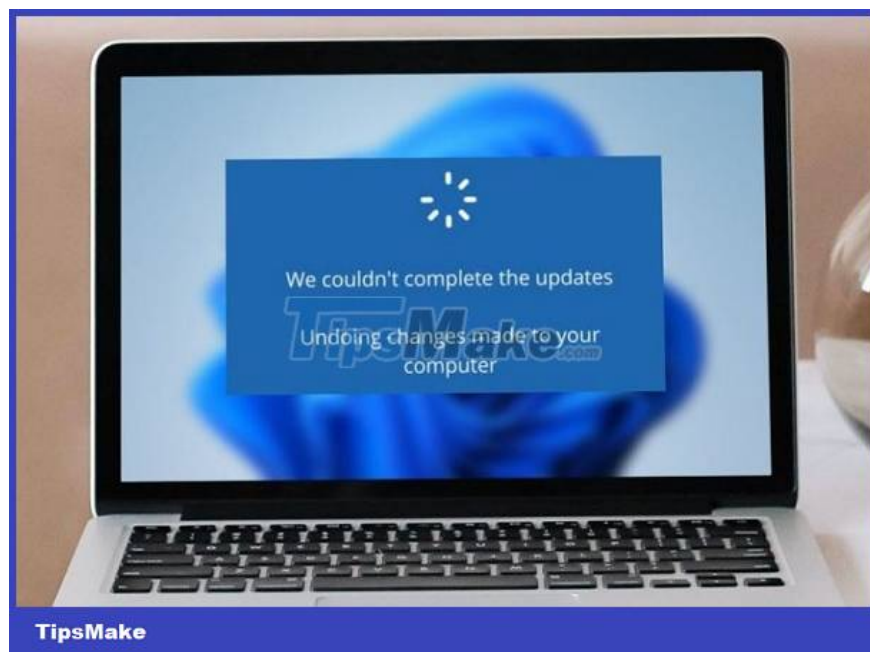 We couldn't complete the updates
Undoing changes made to your
TipsMake.com
computer
TipsMake